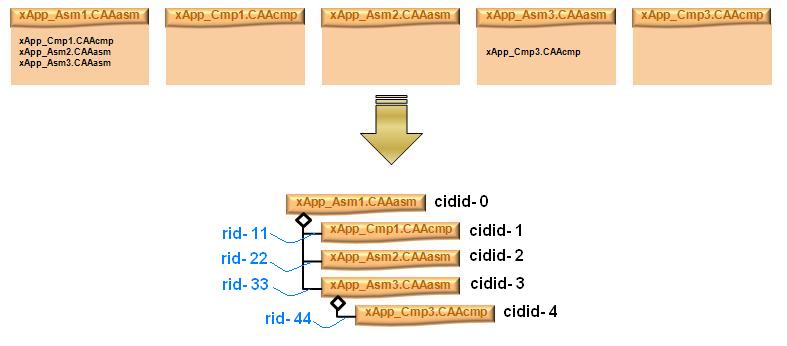 xApp_Asm1.CAAasm xApp_Cmp1.CAAcmp xApp_Asm2.CAAasm xApp_Asm3.CAAasm xApp_Cmp3.CAAcmp
xApp_Cmp1.CAAcmp
xApp_Asm2.CAAasm xApp_Cmp3.CAAcmp
xApp_Asm3.CAAasm
xApp_Asm1.CAAasm cidid- 0
rid- 11 xApp_Cmp1.CAAcmp cidid- 1
rid- 22 xApp_Asm2.CAAasm cidid- 2
rid- 33 xApp_Asm3.CAAasm cidid- 3
rid- 44 xApp_Cmp3.CAAcmp cidid- 4